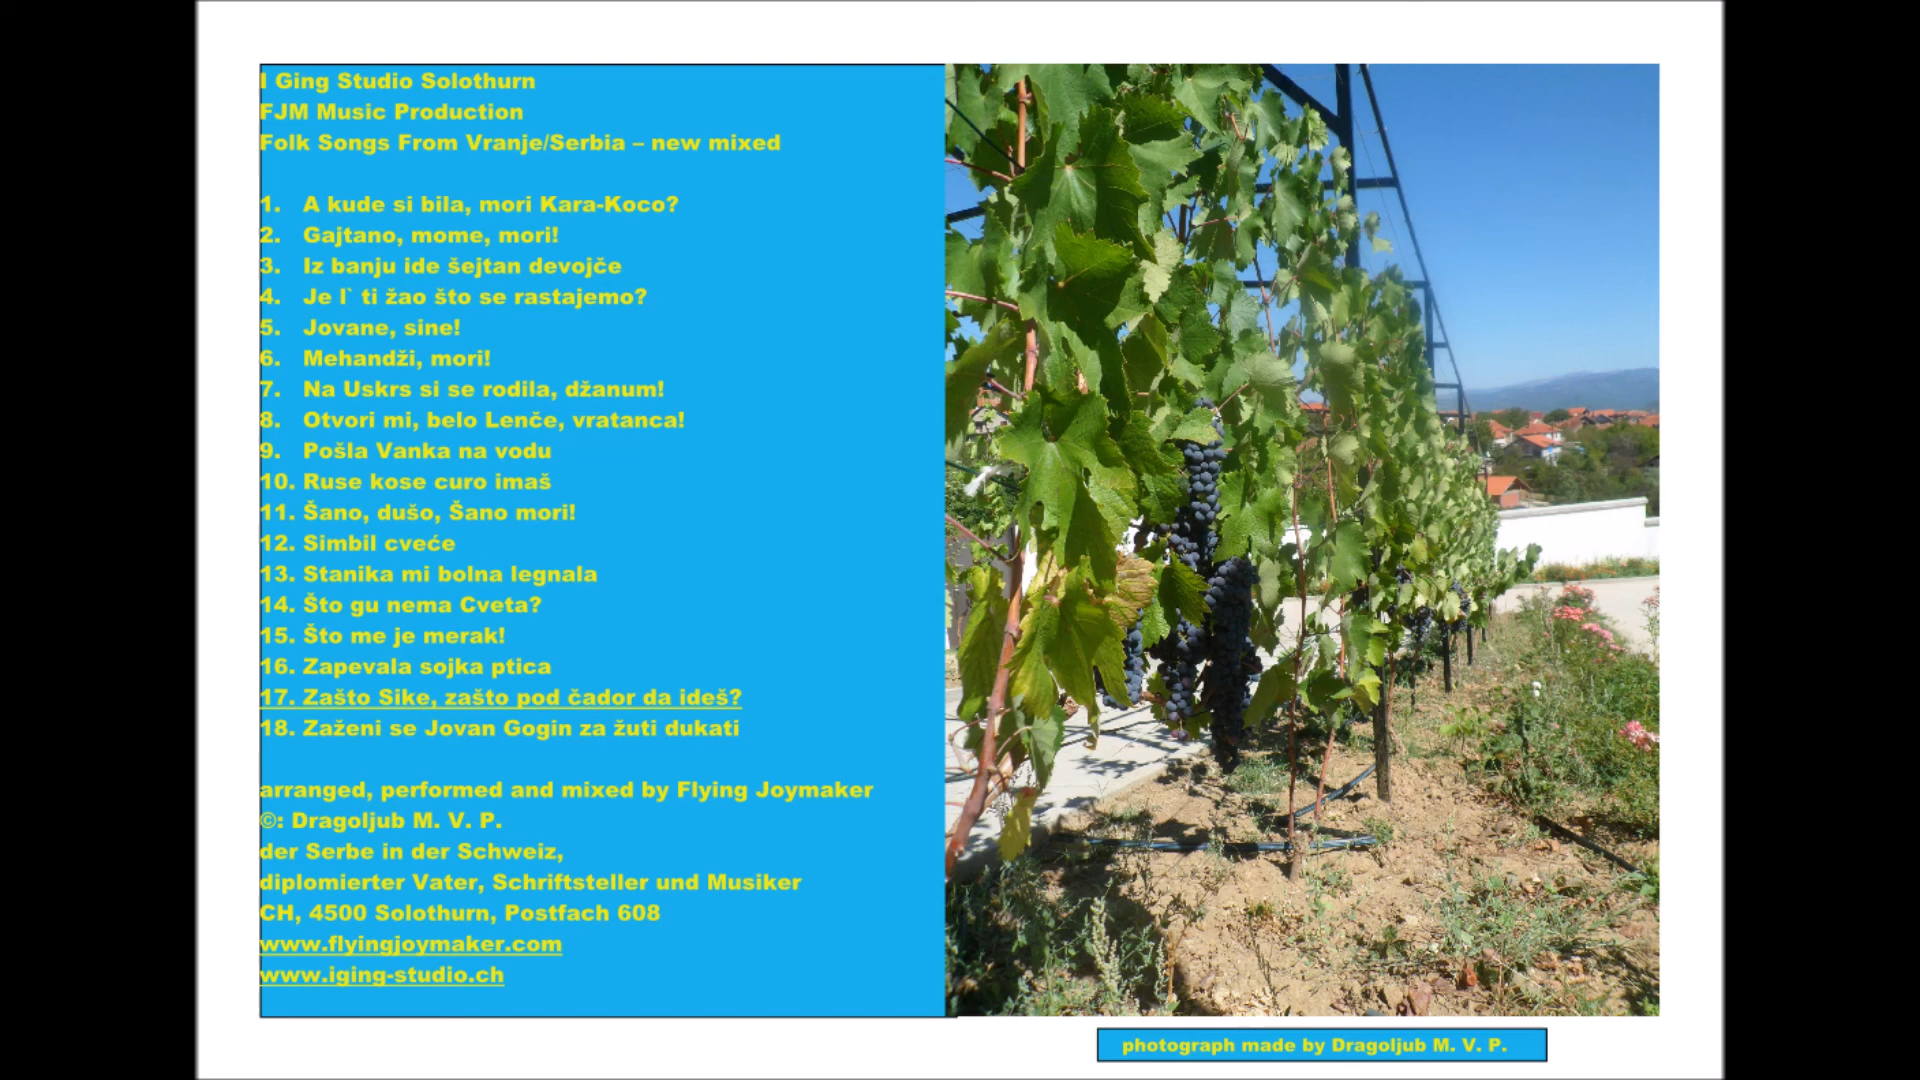 I Ging Studio Solothurn
FJM Music Production
Folk Songs From Vranje/Serbia – new mixed
1. A kude si bila, mori Kara-Koco?
2. Gajtano, mome, mori!
3. Iz banju ide šejtan devojče
4. Je l` ti žao što se rastajemo?
5. Jovane, sine!
6. Mehandži, mori!
7. Na Uskrs si se rodila, džanum!
8. Otvori mi, belo Lenče, vratanca!
9. Pošla Vanka na vodu
10. Ruse kose curo imaš
11. Šano, dušo, Šano mori!
12. Simbil cveće
13. Stanika mi bolna legnala
14. Što gu nema Cveta?
15. Što me je merak!
16. Zapevala sojka ptica
17. Zašto Sike, zašto pod čador da ideš?
18. Zaženi se Jovan Gogin za žuti dukati
arranged, performed and mixed by Flying Joymaker
©: Dragoljub M. V. P.
der Serbe in der Schweiz,
diplomierter Vater, Schriftsteller und Musiker
CH, 4500 Solothurn, Postfach 608
www.flyingjoymaker.com
www.iging-studio.ch
photograph made by Dragoljub M. V. P.